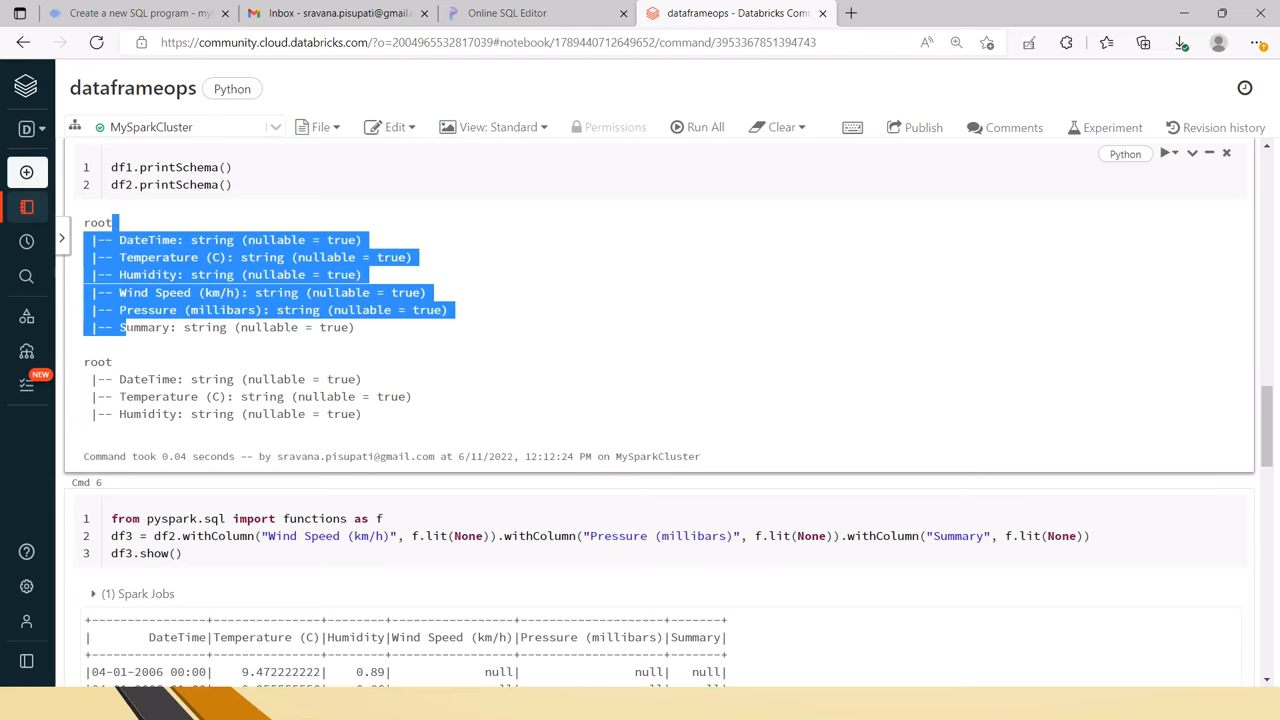 Create a new SQL program - my
Inbox - sravana.pisupati@gmail.
Online SQL Editor
dataframeops - Databricks Com
https://community.cloud.databricks.com/?o=2004965532817039#notebook/1789440712649652/command/3953367851394743
dataframeops
Python
D
MySparkCluster
File
Edit
View: Standard
Permissions
Run All
Clear
Publish
Comments
Experiment
Revision history
1 df1.printSchema()
2 df2.printSchema()
Python
root
|-- DateTime: string (nullable = true)
|-- Temperature (C): string (nullable = true)
|-- Humidity: string (nullable = true)
|-- Wind Speed (km/h): string (nullable = true)
|-- Pressure (millibars): string (nullable = true)
|-- Summary: string (nullable = true)
root
|-- DateTime: string (nullable = true)
|-- Temperature (C): string (nullable = true)
|-- Humidity: string (nullable = true)
NEW
Command took 0.04 seconds -- by sravana.pisupati@gmail.com at 6/11/2022, 12:12:24 PM on MySparkCluster
Cmd 6
1 from pyspark.sql import functions as f
2 df3 = df2.withColumn("Wind Speed (km/h)", f.lit(None)).withColumn("Pressure (millibars)", f.lit(None)).withColumn("Summary", f.lit(None))
3 df3.show()
(1) Spark Jobs
+----------------+---------------+--------+-----------------+--------------------+-------+
| DateTime|Temperature (C)|Humidity|Wind Speed (km/h)|Pressure (millibars)|Summary|
+----------------+---------------+--------+-----------------+--------------------+-------+
|04-01-2006 00:00| 9.472222222| 0.89| null| null| null|